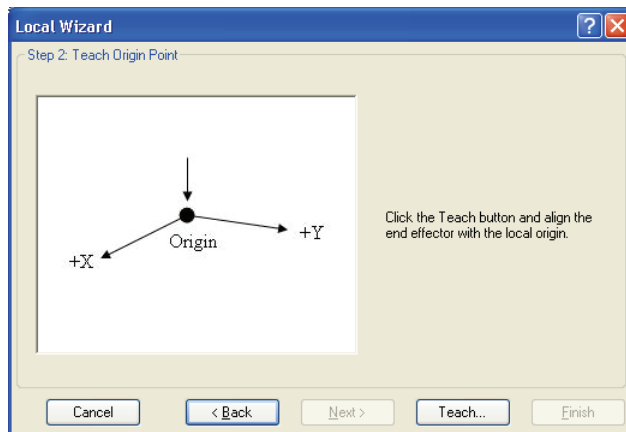 Local Wizard
Step 2: Teach Origin Point
Origin
+Y
+X
Click the Teach button and align the
end effector with the local origin.
Cancel
< Back
Next >
Teach...
Finish